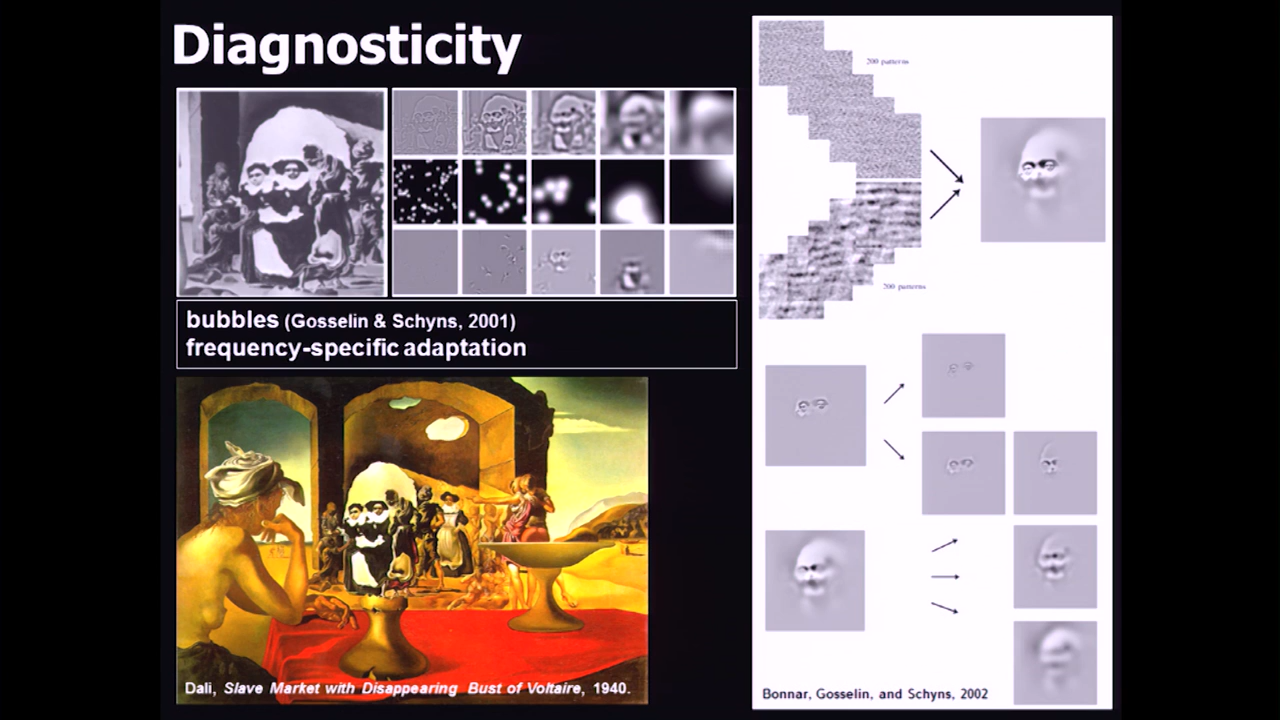 Diagnosticity
bubbles (Gosselin & Schyns, 2001)
frequency-specific adaptation
Dali, Slave Market with Disappearing Bust of Voltaire, 1940.
200 patterns
200 patterns
Bonnar, Gosselin, and Schyns, 2002